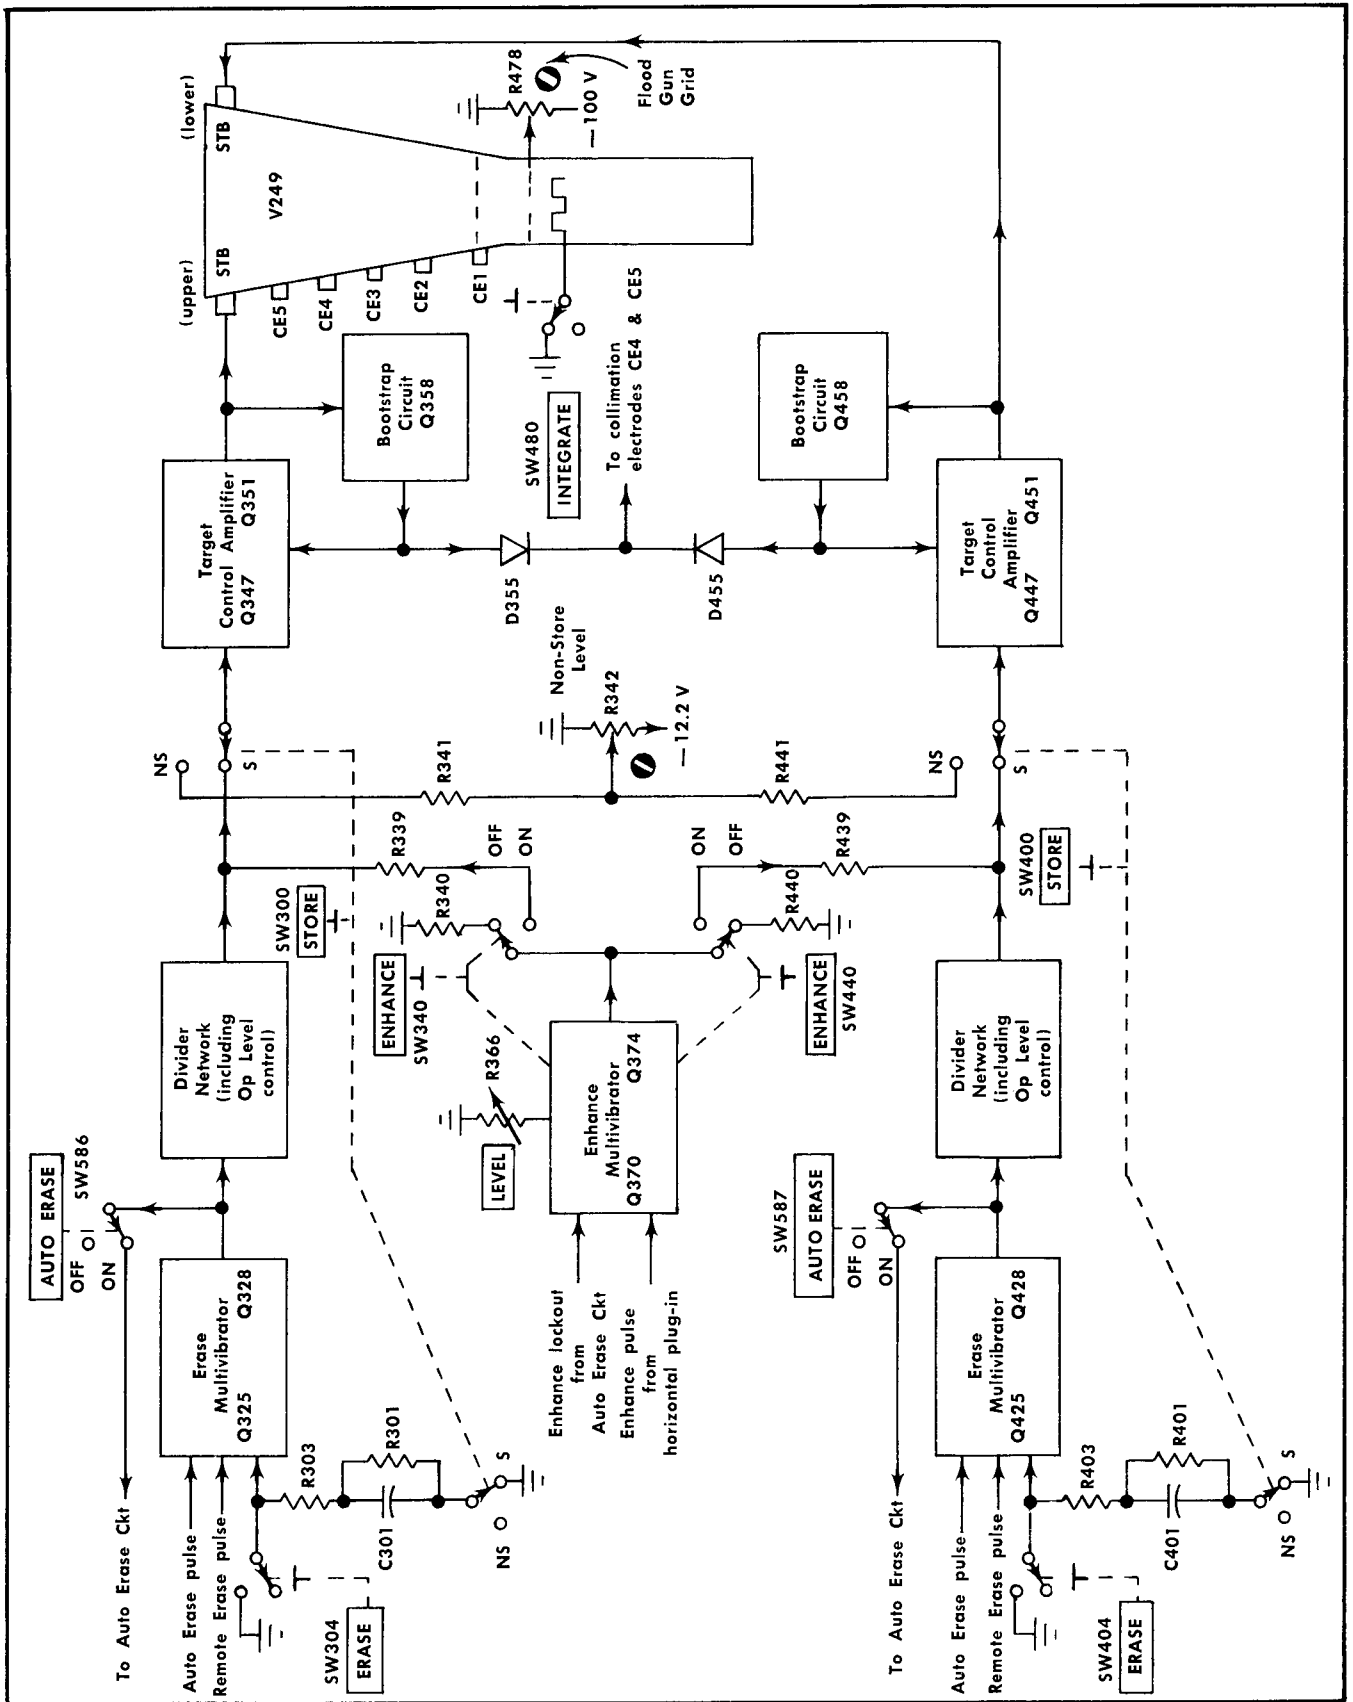 (upper)
STB
V249
STB
(lower)
CE5
CE4
CE3
CE2
CE1
R478
−100 V
Flood
Gun
Grid
SW480
INTEGRATE
Target
Control Amplifier
Q347 Q351
Bootstrap
Circuit
Q358
D355
To collimation
electrodes CE4 & CE5
D455
Bootstrap
Circuit
Q458
Target
Control
Amplifier
Q447 Q451
Non-Store
Level
R342
−12.2 V
NS
S
R341
R441
NS
S
R339
OFF
ON
R340
ON
OFF
R439
R440
SW300
STORE
SW400
STORE
Divider
Network
(including
Op Level
control)
ENHANCE
SW340
ENHANCE
SW440
R366
LEVEL
Enhance
Multivibrator
Q370 Q374
Divider
Network
(including
Op Level
control)
AUTO ERASE
SW586
OFF
ON
SW587
AUTO ERASE
OFF
ON
Erase
Multivibrator
Q325 Q328
Enhance lockout
from
Auto Erase Ckt
Enhance pulse
from
horizontal plug-in
Erase
Multivibrator
Q425 Q428
To Auto Erase Ckt
Auto Erase pulse
Remote Erase pulse
R303
R301
C301
S
NS
SW304
ERASE
To Auto Erase Ckt
Auto Erase pulse
Remote Erase pulse
R403
R401
C401
S
NS
SW404
ERASE